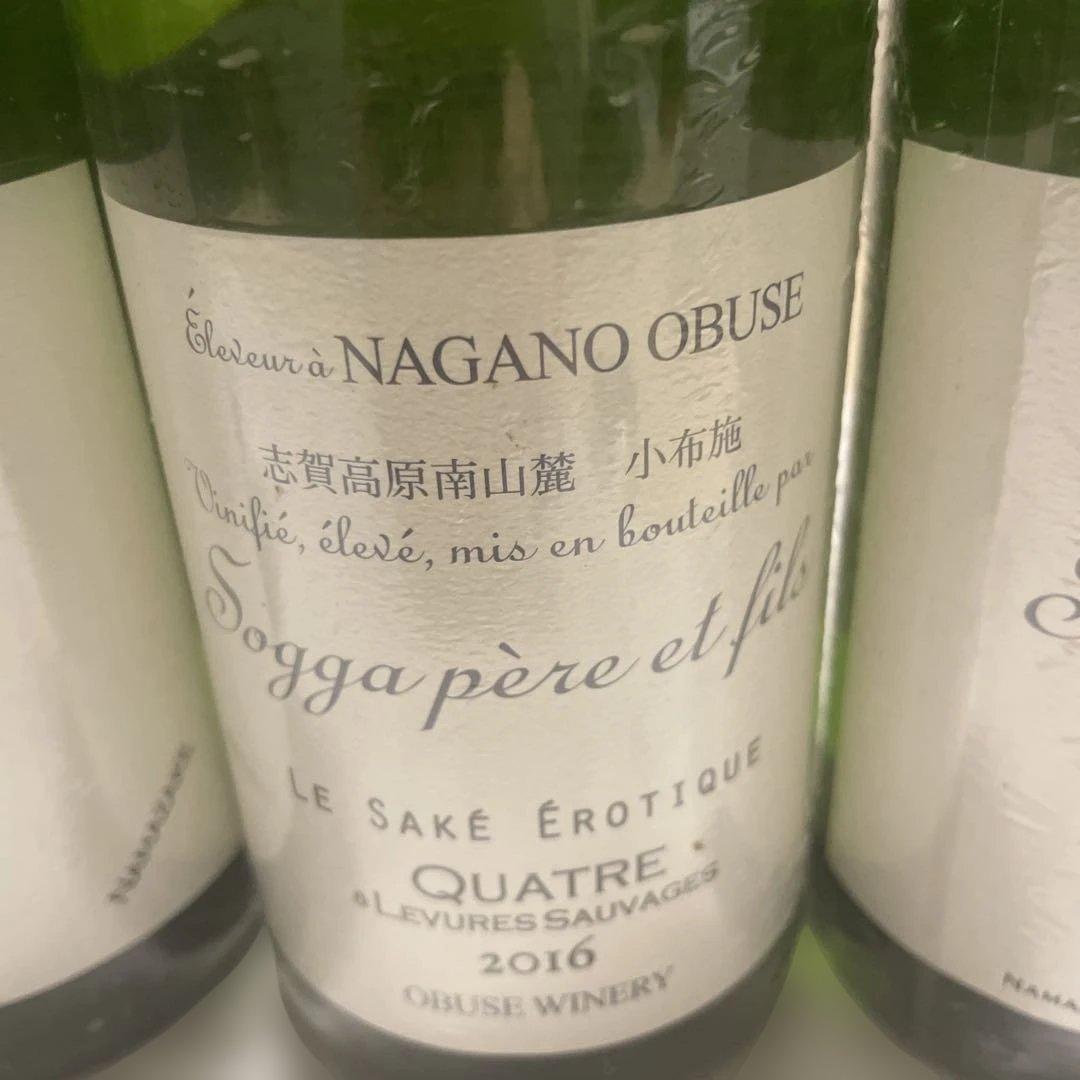 Éleveur à NAGANO OBUSE
志賀高原南山麓 小布施
Vinifié, élevé, mis en bouteille par
Sogga père et fils
LE SAKÉ ÉROTIQUE
QUATRE
à LEVURES SAUVAGES
2016
OBUSE WINERY
NAMAZAKE